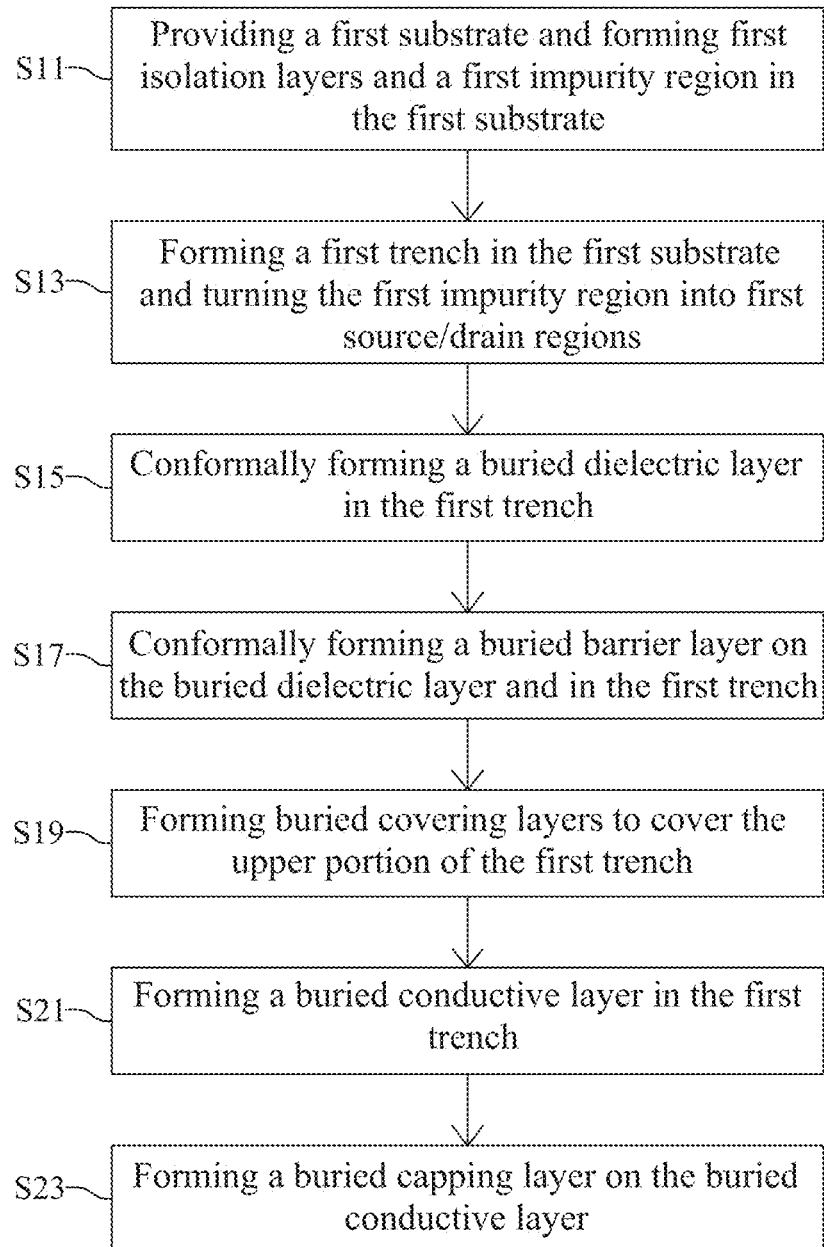 S11
Providing a first substrate and forming first
isolation layers and a first impurity region in
the first substrate
S13
Forming a first trench in the first substrate
and turning the first impurity region into first
source/drain regions
S15
Conformally forming a buried dielectric layer
in the first trench
S17
Conformally forming a buried barrier layer on
the buried dielectric layer and in the first trench
S19
Forming buried covering layers to cover the
upper portion of the first trench
S21
Forming a buried conductive layer in the first
trench
S23
Forming a buried capping layer on the buried
conductive layer